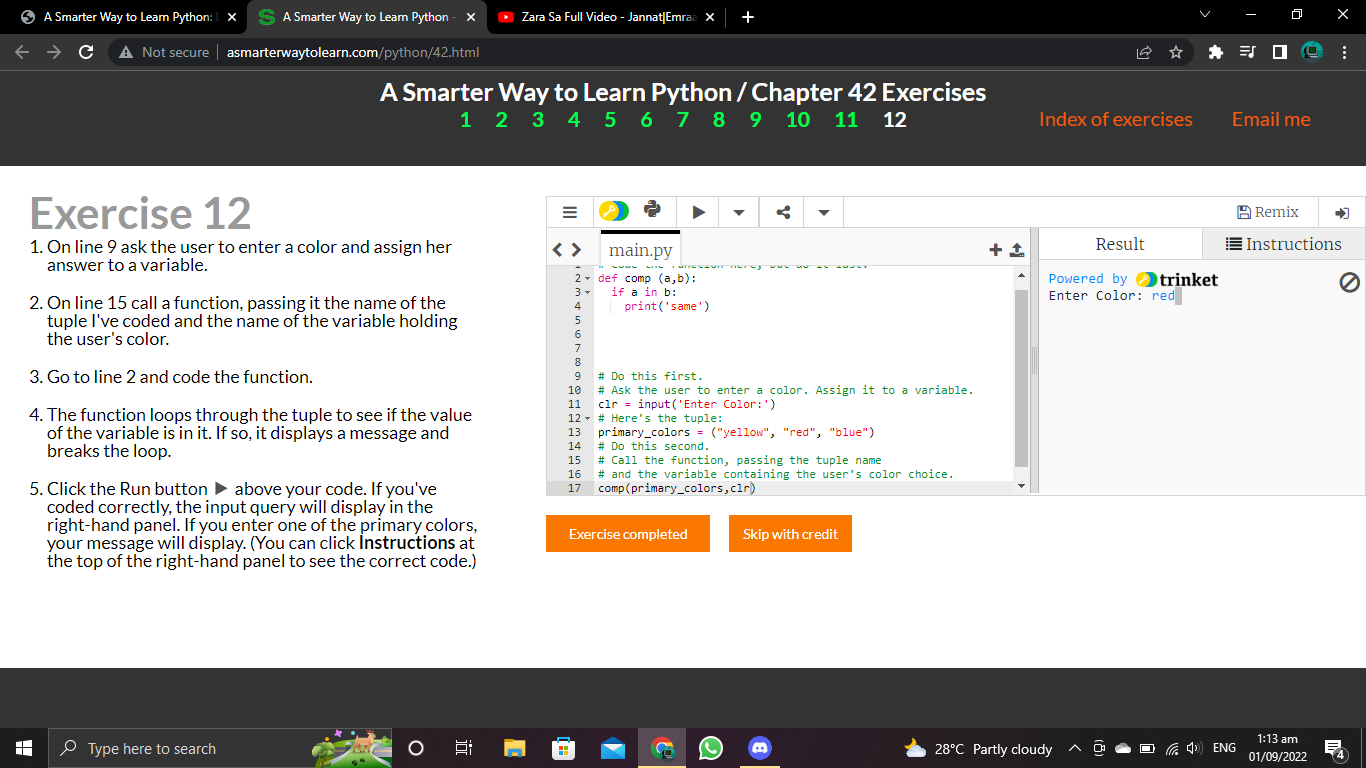 A Smarter Way to Learn Python:
A Smarter Way to Learn Python -
Zara Sa Full Video - Jannat|Emraa
Not secure
asmarterwaytolearn.com/python/42.html
A Smarter Way to Learn Python / Chapter 42 Exercises
1 2 3 4 5 6 7 8 9 10 11 12
Index of exercises
Email me
Exercise 12
1. On line 9 ask the user to enter a color and assign her
answer to a variable.
2. On line 15 call a function, passing it the name of the
tuple I've coded and the name of the variable holding
the user's color.
3. Go to line 2 and code the function.
4. The function loops through the tuple to see if the value
of the variable is in it. If so, it displays a message and
breaks the loop.
5. Click the Run button ▶ above your code. If you've
coded correctly, the input query will display in the
right-hand panel. If you enter one of the primary colors,
your message will display. (You can click Instructions at
the top of the right-hand panel to see the correct code.)
Remix
main.py
1 # Code the function here, but do it last.
2 def comp (a,b):
3 if a in b:
4 print('same')
5
6
7
8
9 # Do this first.
10 # Ask the user to enter a color. Assign it to a variable.
11 clr = input('Enter Color:')
12 # Here's the tuple:
13 primary_colors = ("yellow", "red", "blue")
14 # Do this second.
15 # Call the function, passing the tuple name
16 # and the variable containing the user's color choice.
17 comp(primary_colors,clr)
Result
Instructions
Powered by trinket
Enter Color: red
Exercise completed
Skip with credit
Type here to search
28°C Partly cloudy
ENG
1:13 am
01/09/2022
4